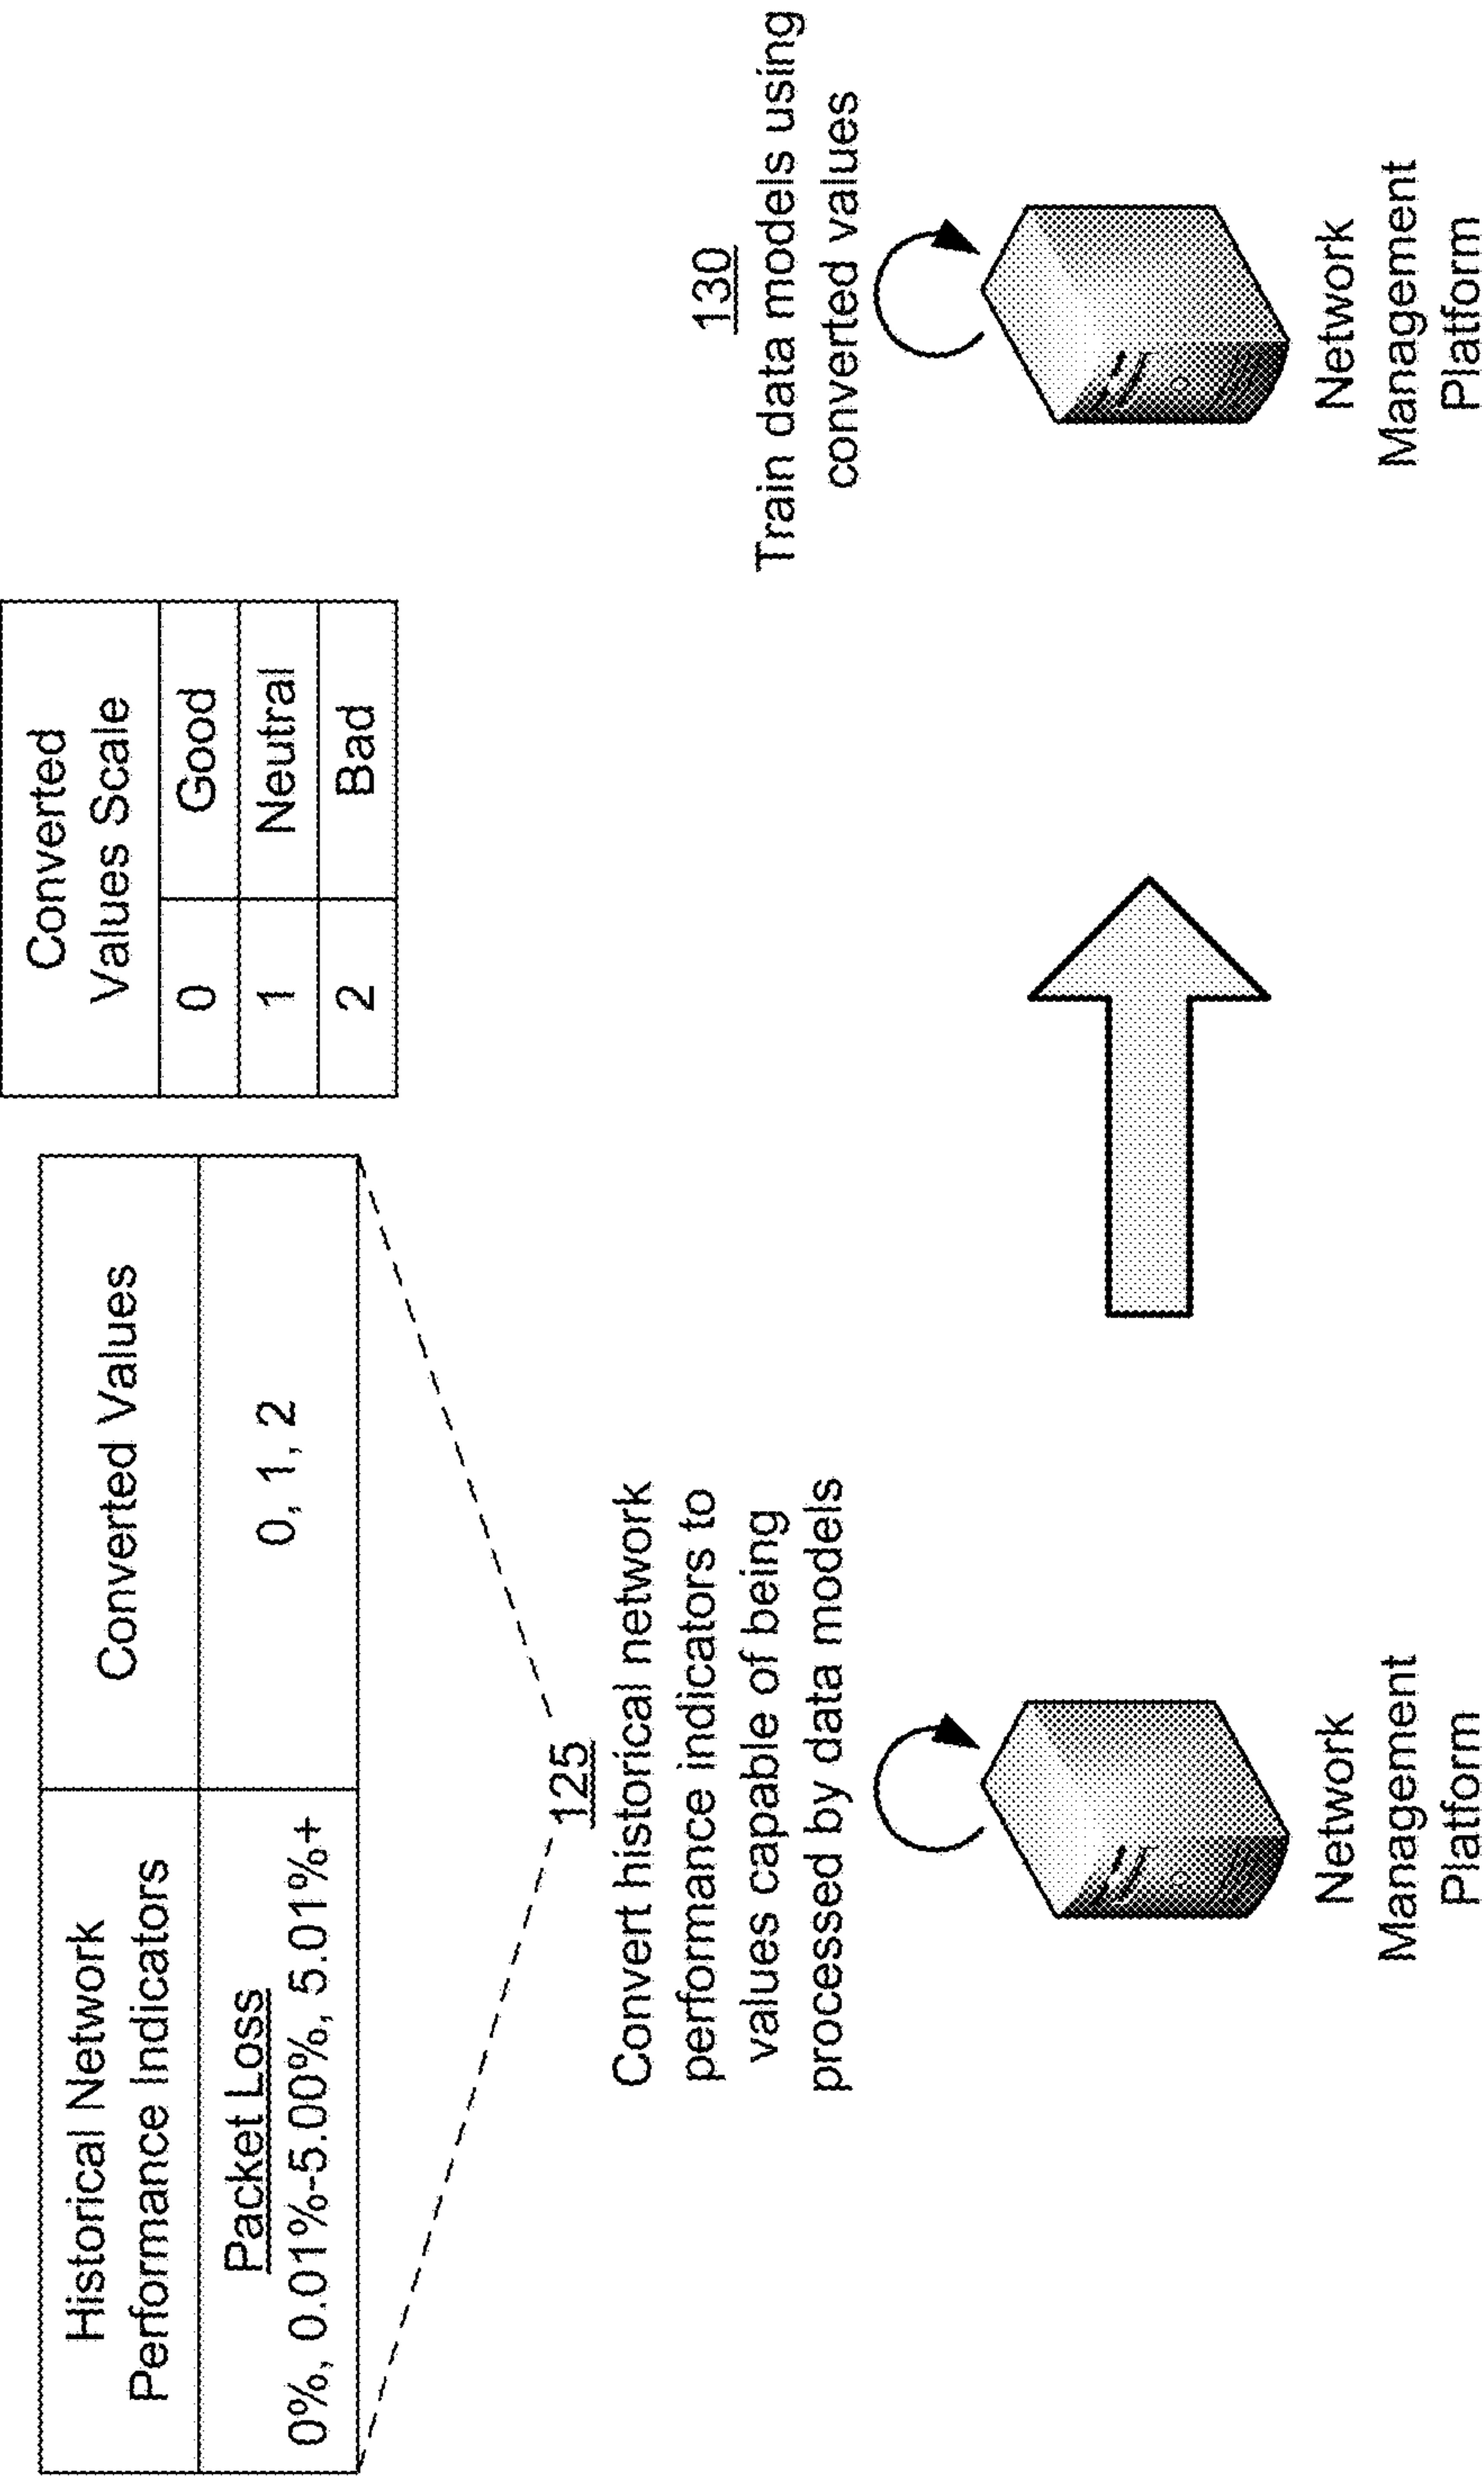 Historical Network
Performance Indicators
Converted Values
Packet Loss
0%, 0.01%-5.00%, 5.01%+
0, 1, 2
Converted
Values Scale
0 Good
1 Neutral
2 Bad
125
Convert historical network
performance indicators to
values capable of being
processed by data models
Network
Management
Platform
130
Train data models using
converted values
Network
Management
Platform